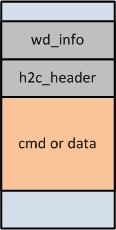 wd_info
h2c_header
cmd or data